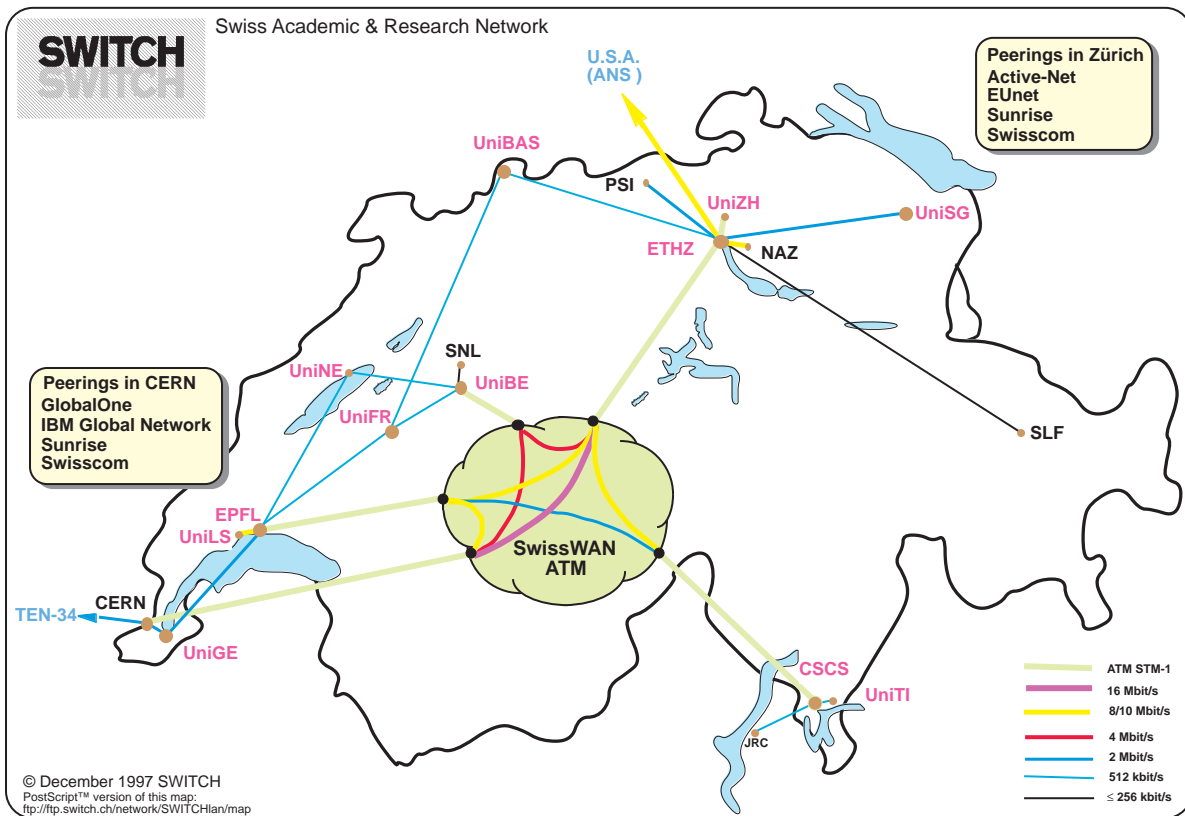 SWITCH
SWITCH
Swiss Academic & Research Network
U.S.A.
(ANS )
Peerings in Zürich
Active-Net
EUnet
Sunrise
Swisscom
UniBAS
PSI
UniZH
UniSG
ETHZ
NAZ
SNL
UniNE
UniBE
UniFR
SLF
Peerings in CERN
GlobalOne
IBM Global Network
Sunrise
Swisscom
EPFL
UniLS
SwissWAN
ATM
CERN
TEN-34
UniGE
CSCS
UniTI
JRC
ATM STM-1
16 Mbit/s
8/10 Mbit/s
4 Mbit/s
2 Mbit/s
512 kbit/s
≤ 256 kbit/s
© December 1997 SWITCH
PostScript™ version of this map:
ftp://ftp.switch.ch/network/SWITCHlan/map